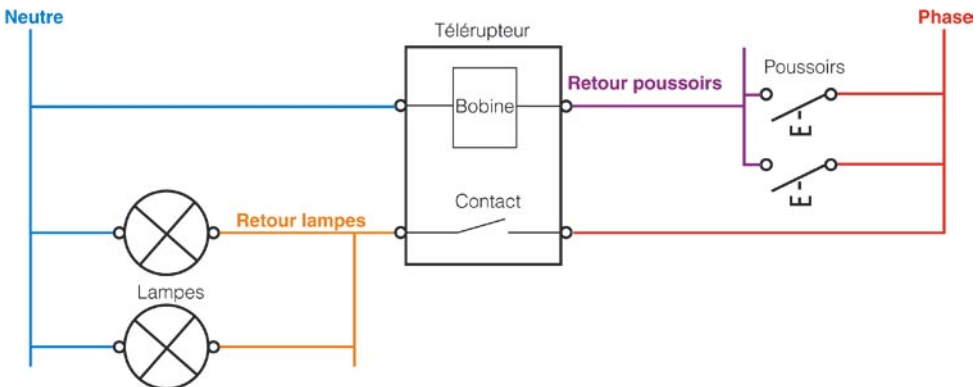 Neutre
Télérupteur
Phase
Retour poussoirs
Poussoirs
Bobine
Contact
Retour lampes
Lampes